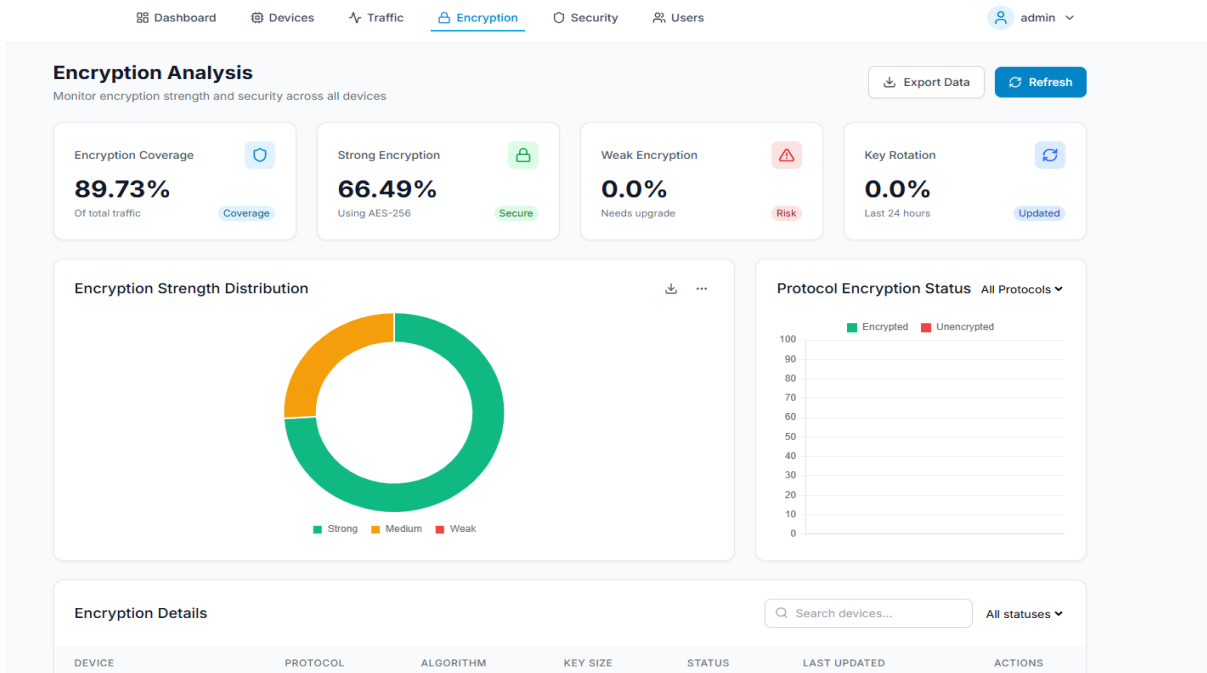 Dashboard Devices Traffic Encryption Security Users admin
Encryption Analysis
Monitor encryption strength and security across all devices
Export Data Refresh
Encryption Coverage
89.73%
Of total traffic Coverage
Strong Encryption
66.49%
Using AES-256 Secure
Weak Encryption
0.0%
Needs upgrade Risk
Key Rotation
0.0%
Last 24 hours Updated
Encryption Strength Distribution
Strong Medium Weak
Protocol Encryption Status All Protocols
Encrypted Unencrypted
100
90
80
70
60
50
40
30
20
10
0
Encryption Details
Search devices... All statuses
DEVICE PROTOCOL ALGORITHM KEY SIZE STATUS LAST UPDATED ACTIONS